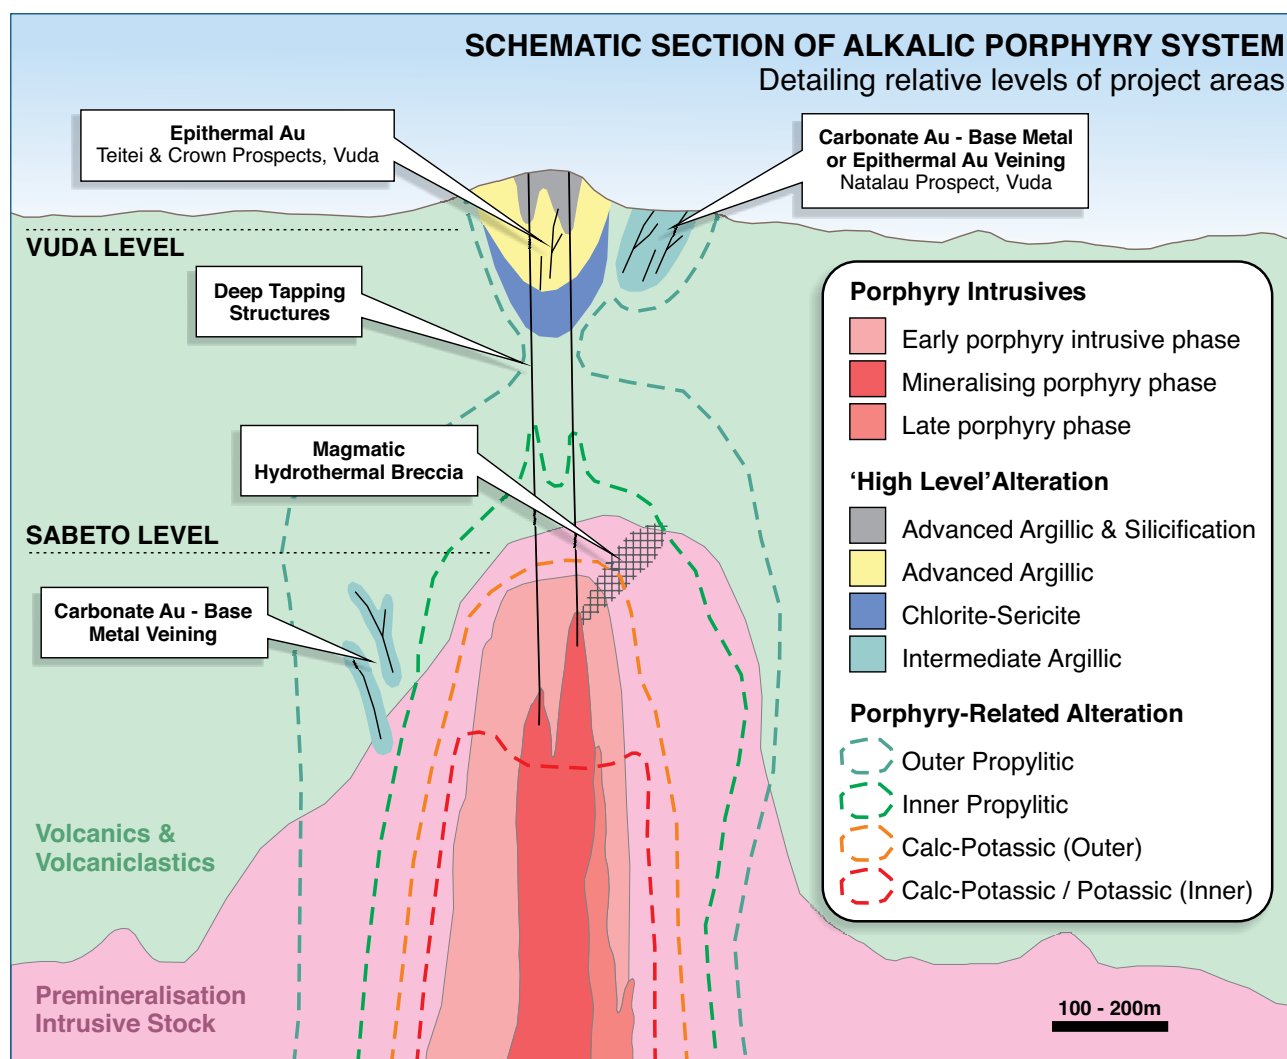 SCHEMATIC SECTION OF ALKALIC PORPHYRY SYSTEM
Detailing relative levels of project areas
Epithermal Au
Teitei & Crown Prospects, Vuda
Carbonate Au - Base Metal
or Epithermal Au Veining
Natalau Prospect, Vuda
VUDA LEVEL
Deep Tapping
Structures
Magmatic
Hydrothermal Breccia
SABETO LEVEL
Carbonate Au - Base
Metal Veining
Volcanics &
Volcaniclastics
Premineralisation
Intrusive Stock
Porphyry Intrusives
Early porphyry intrusive phase
Mineralising porphyry phase
Late porphyry phase
‘High Level’Alteration
Advanced Argillic & Silicification
Advanced Argillic
Chlorite-Sericite
Intermediate Argillic
Porphyry-Related Alteration
Outer Propylitic
Inner Propylitic
Calc-Potassic (Outer)
Calc-Potassic / Potassic (Inner)
100 - 200m